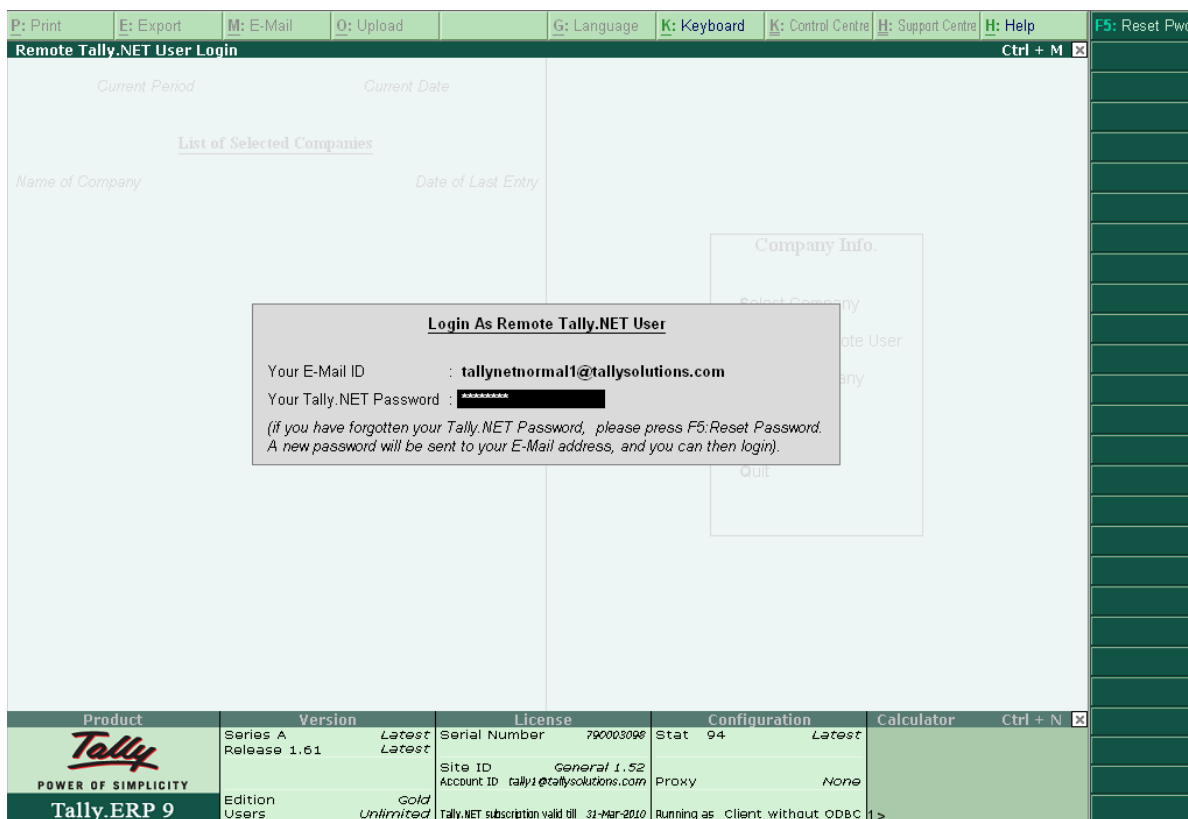 P: Print E: Export M: E-Mail O: Upload G: Language K: Keyboard K: Control Centre H: Support Centre H: Help F5: Reset Pwd
Remote Tally.NET User Login Ctrl + M
Current Period Current Date
List of Selected Companies
Name of Company Date of Last Entry
Company Info.
Select Company
Login As Remote Tally.NET User
ote User
Your E-Mail ID : tallynetnormal1@tallysolutions.com
any
Your Tally.NET Password : ********
(if you have forgotten your Tally.NET Password, please press F5:Reset Password.
A new password will be sent to your E-Mail address, and you can then login).
Quit
Product Version License Configuration Calculator Ctrl + N
Series A Latest Serial Number 790003098 Stat 94 Latest
Release 1.61 Latest
Tally
POWER OF SIMPLICITY
Site ID General 1.52
Account ID tally1@tallysolutions.com Proxy None
Tally.ERP 9
Edition Gold
Users Unlimited Tally.NET subscription valid till 31-Mar-2010 Running as Client without ODBC 1>